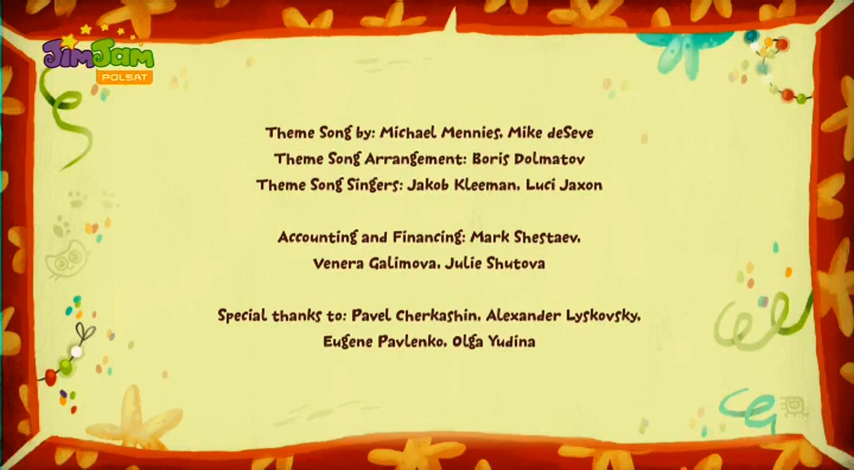 JimJam
POLSAT
Theme Song by: Michael Mennies, Mike deSeve
Theme Song Arrangement: Boris Dolmatov
Theme Song Singers: Jakob Kleeman, Luci Jaxon
Accounting and Financing: Mark Shestaev,
Venera Galimova, Julie Shutova
Special thanks to: Pavel Cherkashin, Alexander Lyskovsky,
Eugene Pavlenko, Olga Yudina